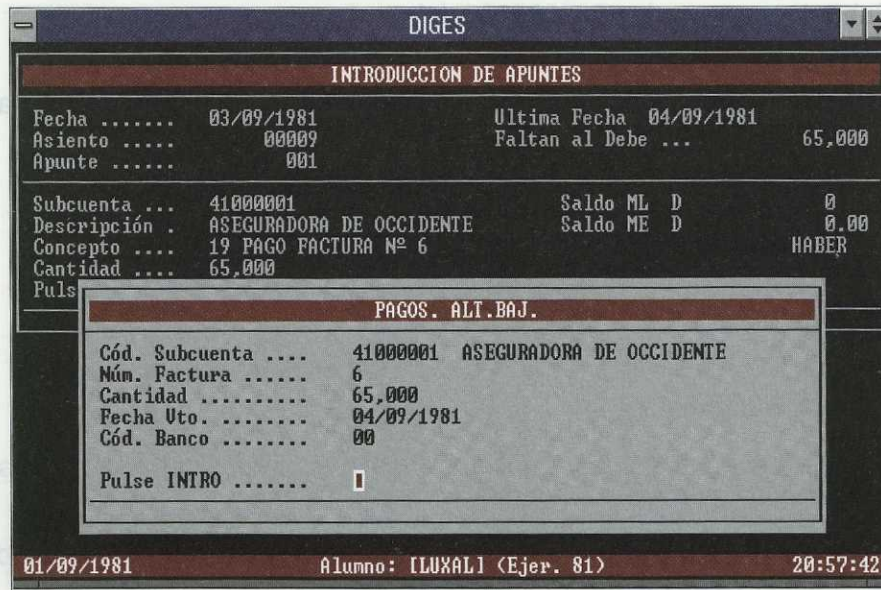 DIGES
INTRODUCCION DE APUNTES
Fecha ....... 03/09/1981 Ultima Fecha 04/09/1981
Asiento ..... 00009 Faltan al Debe ... 65,000
Apunte ...... 001
Subcuenta ... 41000001 Saldo ML D 0
Descripción . ASEGURADORA DE OCCIDENTE Saldo ME D 0.00
Concepto .... 19 PAGO FACTURA Nº 6 HABER
Cantidad .... 65,000
Puls
PAGOS. ALT.BAJ.
Cód. Subcuenta .... 41000001 ASEGURADORA DE OCCIDENTE
Núm. Factura ...... 6
Cantidad .......... 65,000
Fecha Vto. ........ 04/09/1981
Cód. Banco ........ 00
Pulse INTRO .......
01/09/1981 Alumno: [LUXAL] (Ejer. 81) 20:57:42